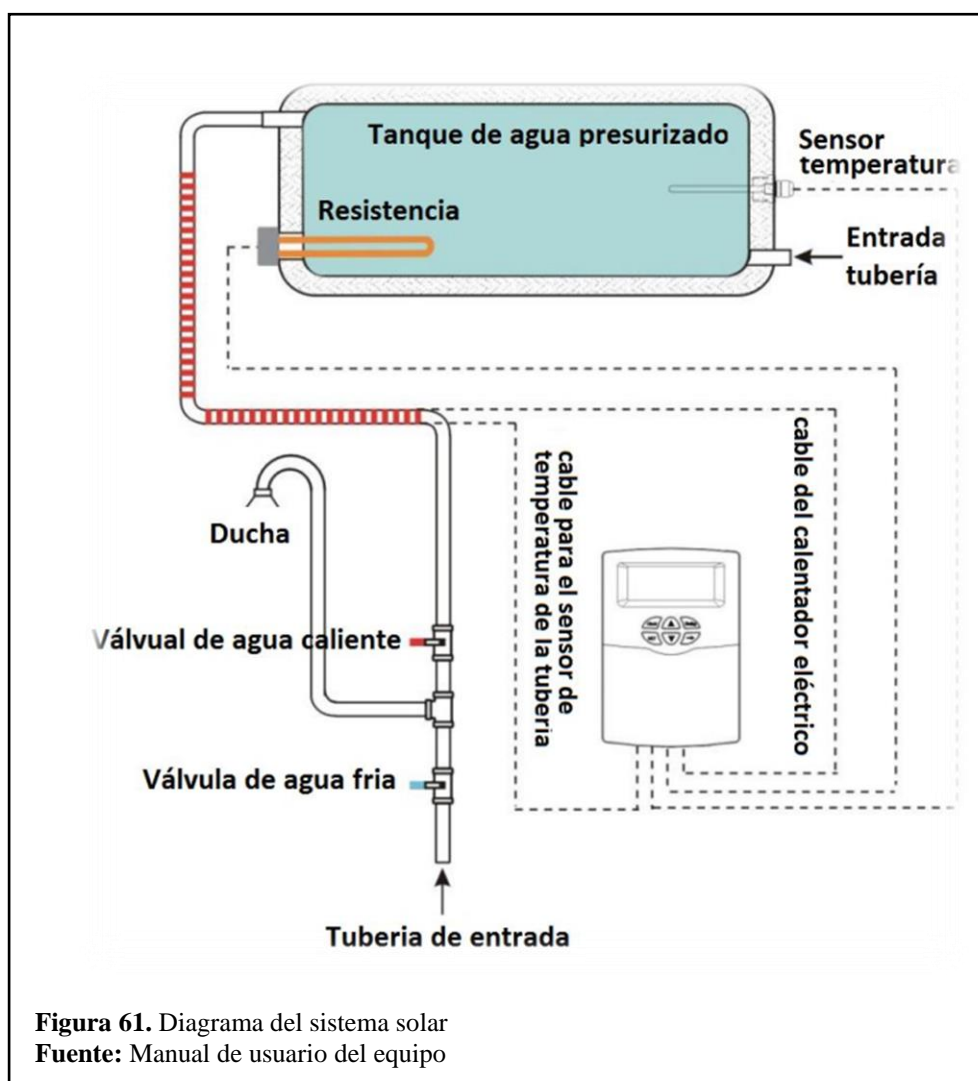 Tanque de agua presurizado
Sensor
temperatura
Resistencia
Entrada
tubería
cable para el sensor de
temperatura de la tuberia
cable del calentador eléctrico
Ducha
Válvual de agua caliente
Válvula de agua fria
Tuberia de entrada
Figura 61. Diagrama del sistema solar
Fuente: Manual de usuario del equipo